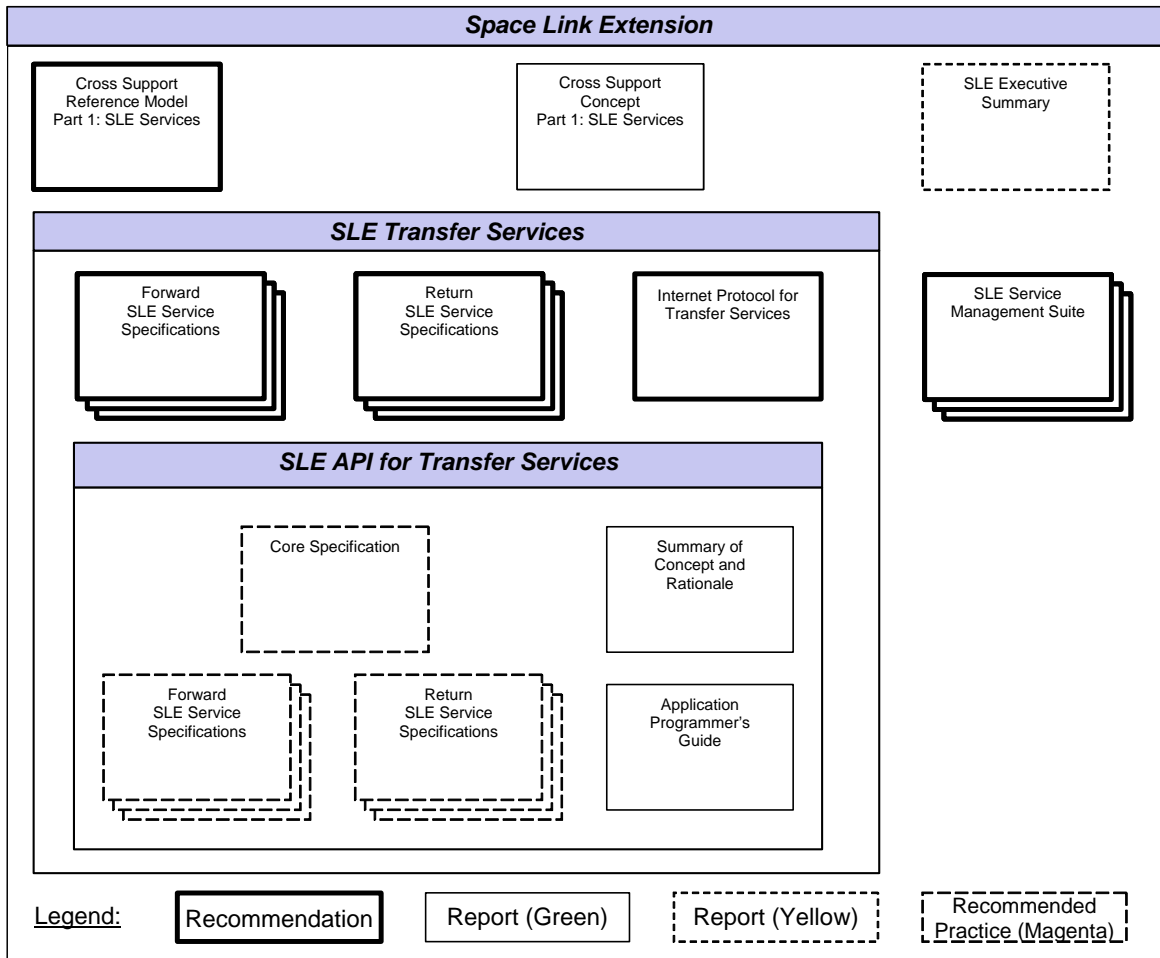 Space Link Extension
Cross Support
Reference Model
Part 1: SLE Services
Cross Support
Concept
Part 1: SLE Services
SLE Executive
Summary
SLE Transfer Services
Forward
SLE Service
Specifications
Return
SLE Service
Specifications
Internet Protocol for
Transfer Services
SLE Service
Management Suite
SLE API for Transfer Services
Core Specification
Summary of
Concept and
Rationale
Forward
SLE Service
Specifications
Return
SLE Service
Specifications
Application
Programmer’s
Guide
Legend:
Recommendation
Report (Green)
Report (Yellow)
Recommended
Practice (Magenta)